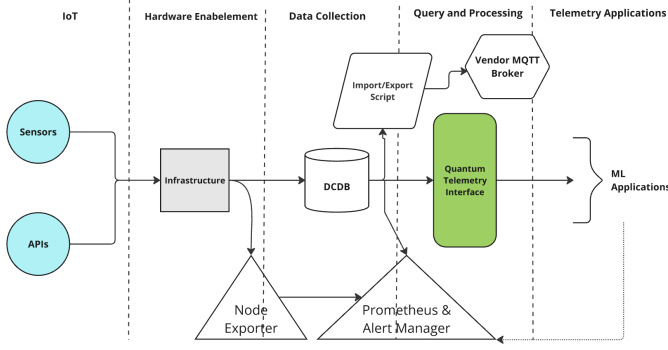 IoT
Hardware Enabelement
Data Collection
Query and Processing
Telemetry Applications
Vendor MQTT
Broker
Import/Export
Script
Sensors
Infrastructure
DCDB
Quantum
Telemetry
Interface
ML
Applications
APIs
Node
Exporter
Prometheus &
Alert Manager